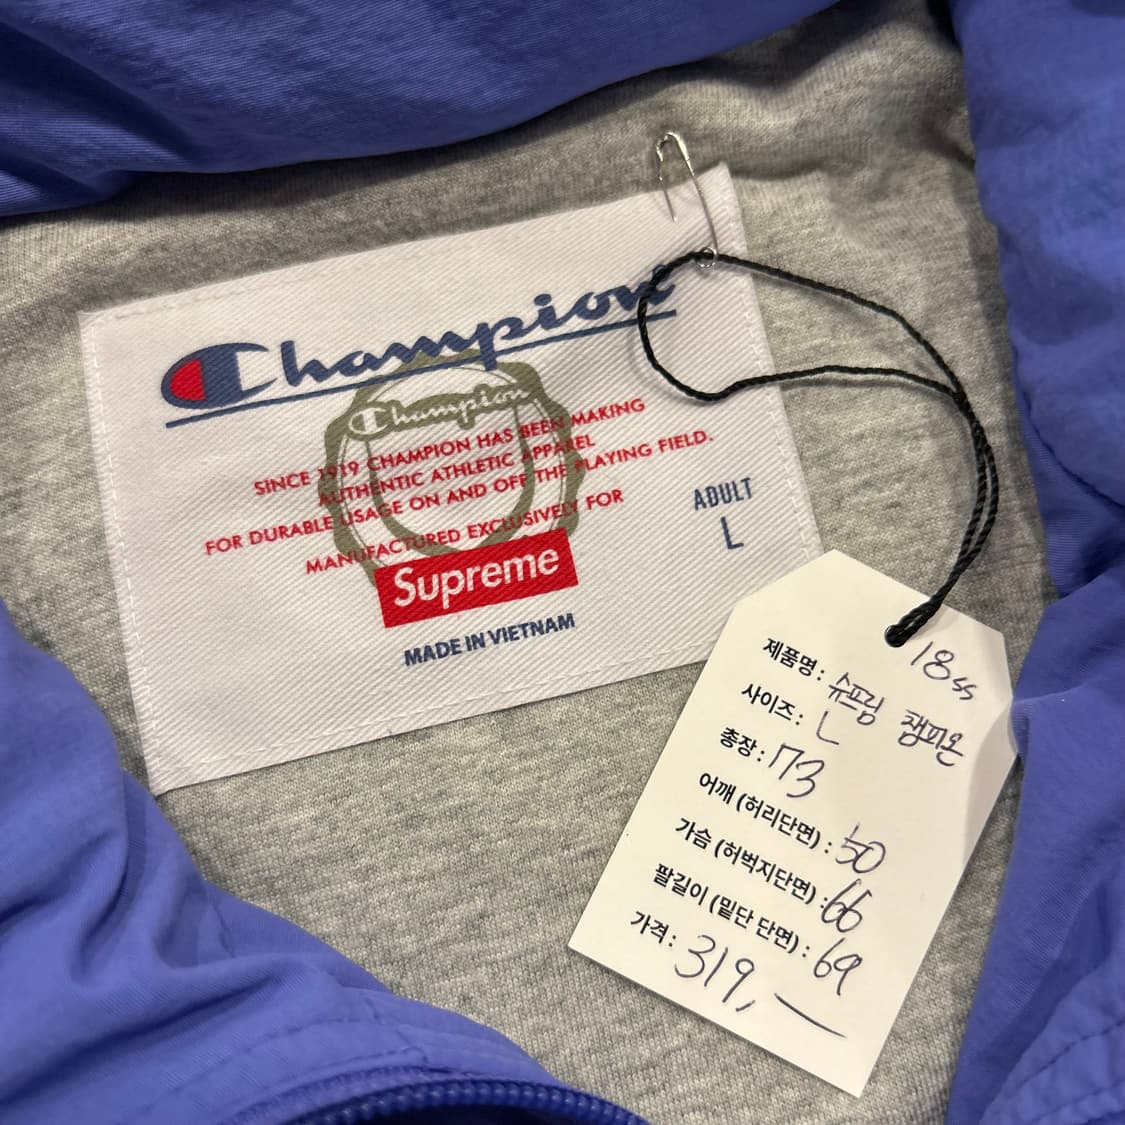 Champion
Champion
SINCE 1919 CHAMPION HAS BEEN MAKING
AUTHENTIC ATHLETIC APPAREL
FOR DURABLE USAGE ON AND OFF THE PLAYING FIELD.
MANUFACTURED EXCLUSIVELY FOR
Supreme
MADE IN VIETNAM
ADULT
L
18ss
제품명: 슈프림 챔피온
사이즈: L
총장: 73
어깨 (허리단면) : 50
가슴 (허벅지단면) : 66
팔길이 (밑단 단면) : 69
가격: 319,—